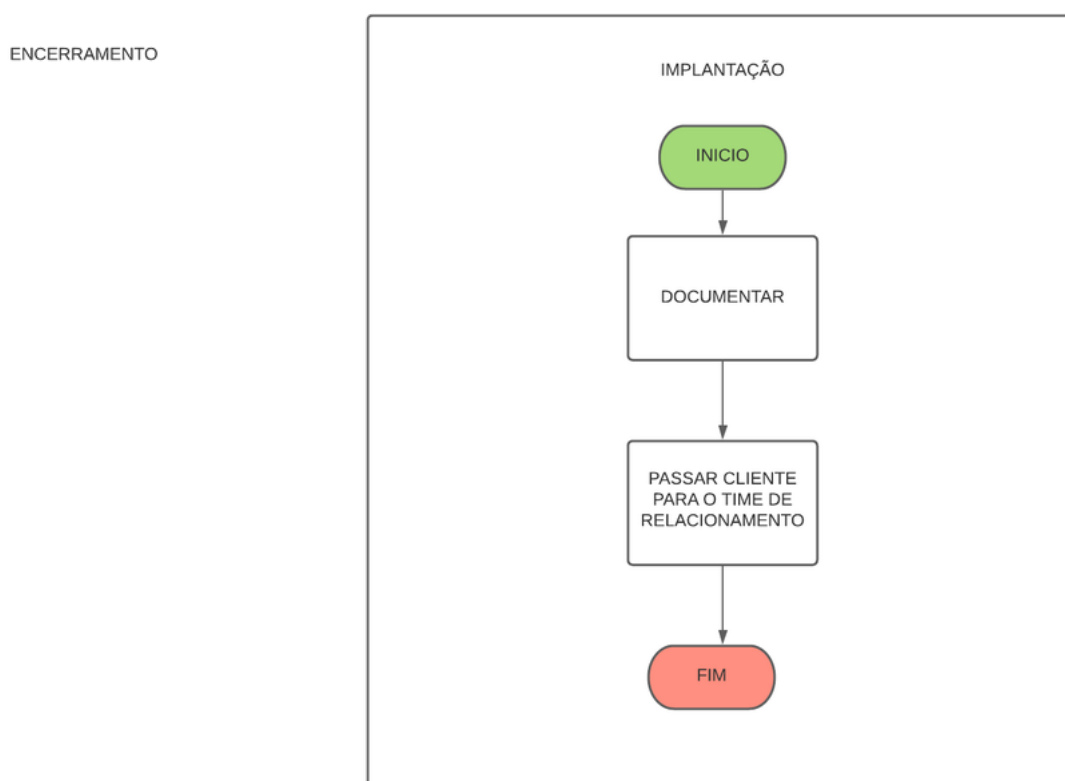 ENCERRAMENTO
IMPLANTAÇÃO
INICIO
DOCUMENTAR
PASSAR CLIENTE
PARA O TIME DE
RELACIONAMENTO
FIM